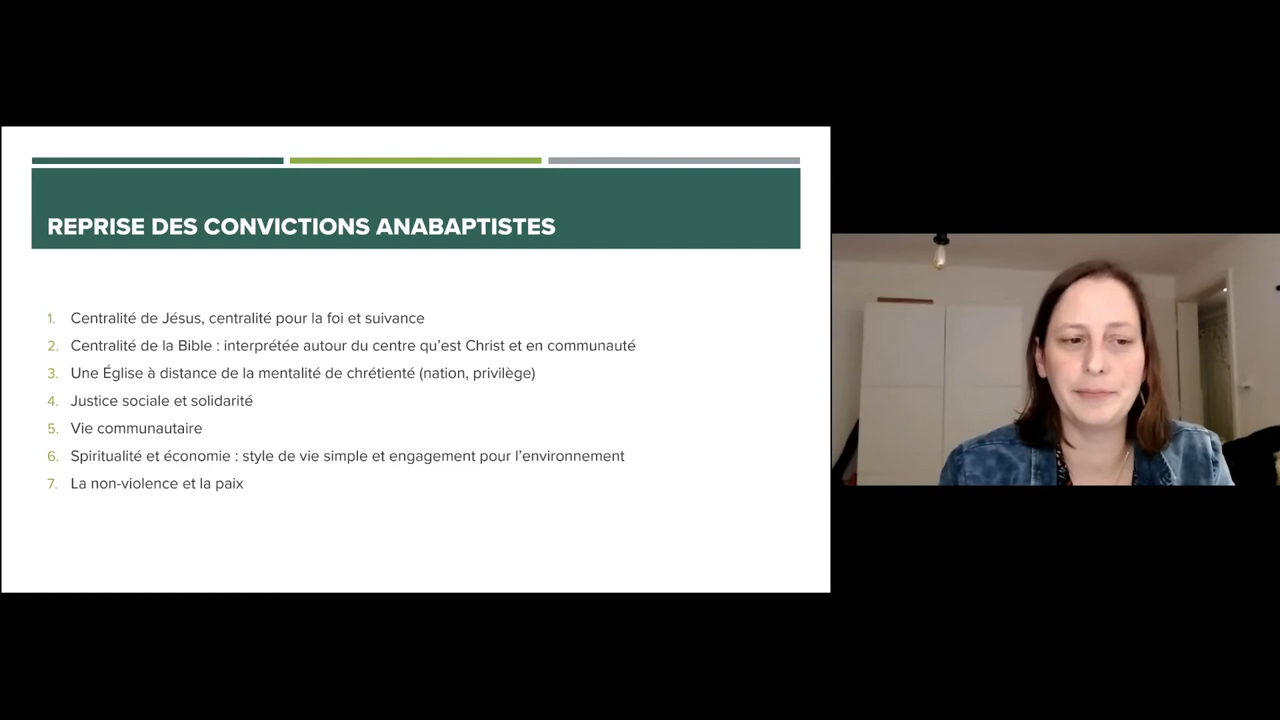 REPRISE DES CONVICTIONS ANABAPTISTES
1. Centralité de Jésus, centralité pour la foi et suivance
2. Centralité de la Bible : interprétée autour du centre qu'est Christ et en communauté
3. Une Église à distance de la mentalité de chrétienté (nation, privilège)
4. Justice sociale et solidarité
5. Vie communautaire
6. Spiritualité et économie : style de vie simple et engagement pour l'environnement
7. La non-violence et la paix